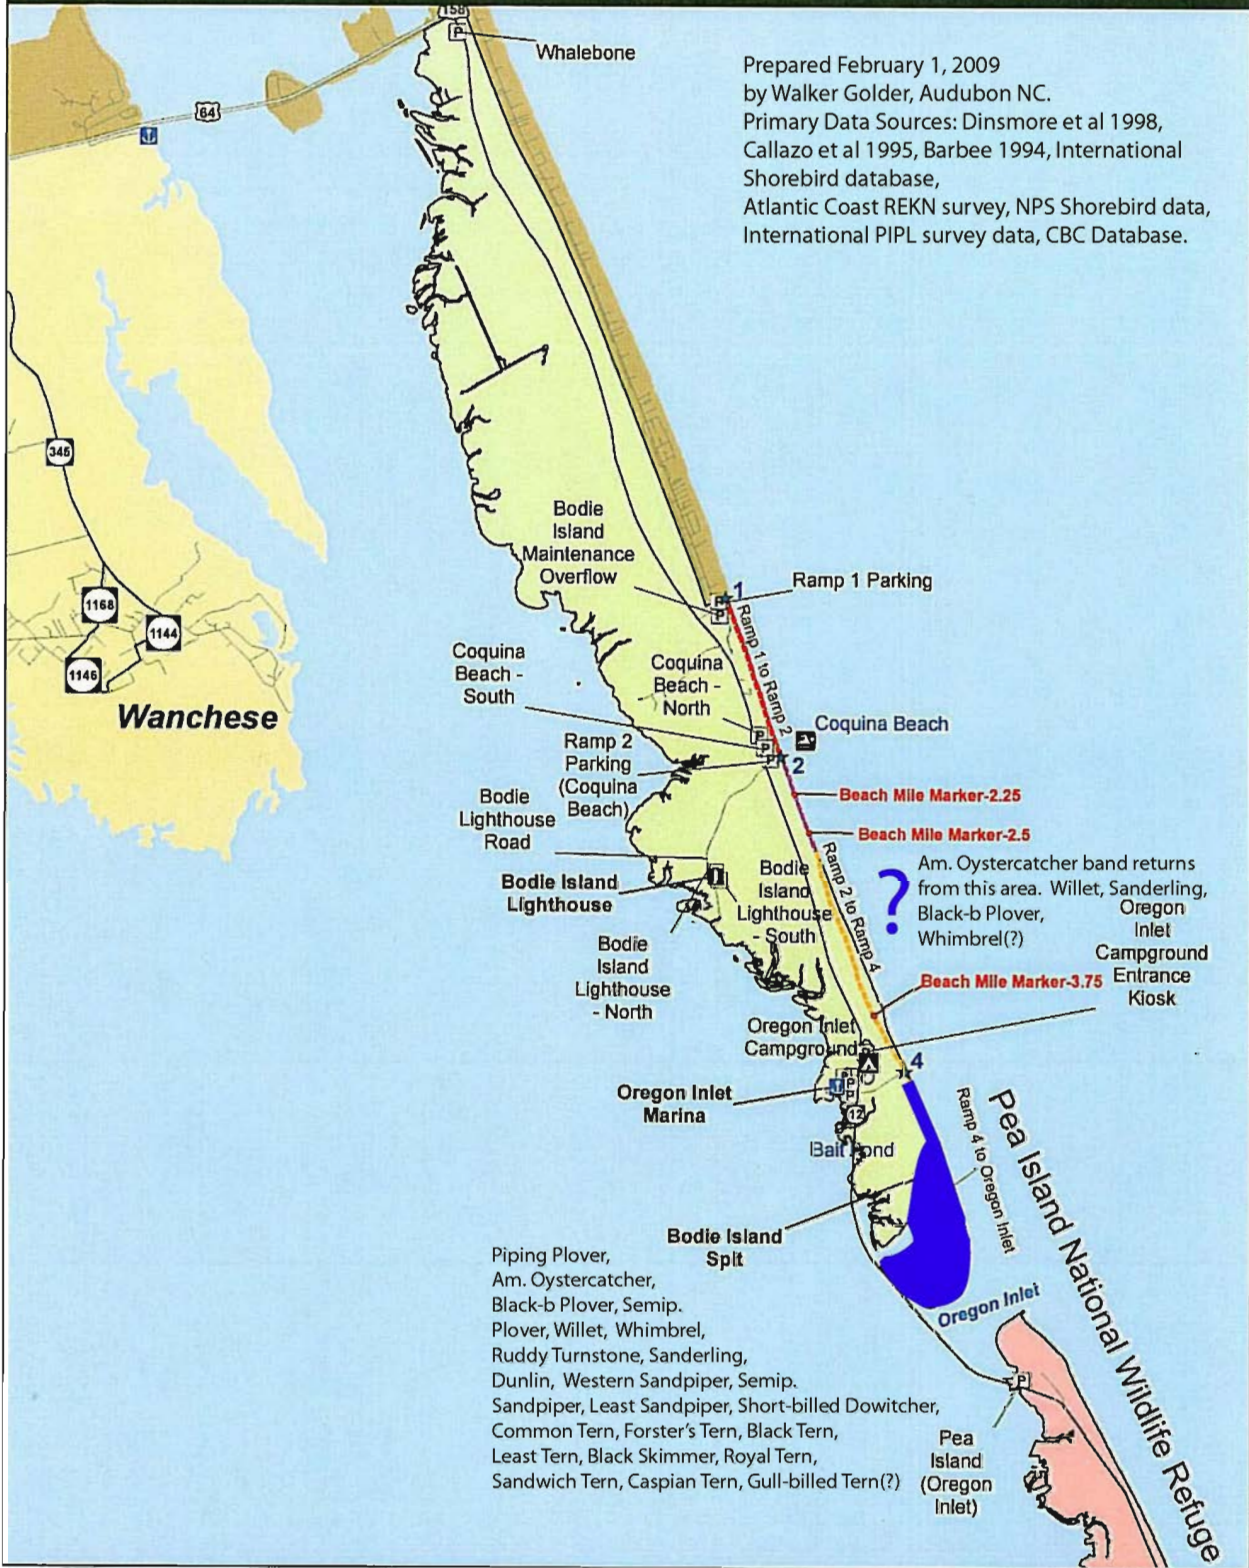 158
Whalebone
Prepared February 1, 2009
by Walker Golder, Audubon NC.
Primary Data Sources: Dinsmore et al 1998,
Callazo et al 1995, Barbee 1994, International
Shorebird database,
Atlantic Coast REKN survey, NPS Shorebird data,
International PIPL survey data, CBC Database.
P
64
345
1168
1144
1146
Wanchese
Bodie
Island
Maintenance
Overflow
1
Ramp 1 Parking
P
P
Ramp 1 to Ramp 2
Coquina
Beach -
South
Coquina
Beach -
North
Coquina Beach
P
P
P
2
Ramp 2
Parking
(Coquina
Beach)
Beach Mile Marker-2.25
Beach Mile Marker-2.5
Bodie
Lighthouse
Road
Ramp 2 to Ramp 4
Bodie Island
Lighthouse
Bodie
Island
Lighthouse
- South
?
Am. Oystercatcher band returns
from this area. Willet, Sanderling,
Black-b Plover,
Whimbrel(?)
Oregon
Inlet
Campground
Entrance
Kiosk
Bodie
Island
Lighthouse
- North
Beach Mile Marker-3.75
Oregon Inlet
Campground
4
Oregon Inlet
Marina
P
P
12
Ramp 4 to Oregon Inlet
Pea Island National Wildlife Refuge
Bait Pond
Bodie Island
Spit
Oregon Inlet
Piping Plover,
Am. Oystercatcher,
Black-b Plover, Semip.
Plover, Willet, Whimbrel,
Ruddy Turnstone, Sanderling,
Dunlin, Western Sandpiper, Semip.
Sandpiper, Least Sandpiper, Short-billed Dowitcher,
Common Tern, Forster's Tern, Black Tern,
Least Tern, Black Skimmer, Royal Tern,
Sandwich Tern, Caspian Tern, Gull-billed Tern(?)
P
Pea
Island
(Oregon
Inlet)